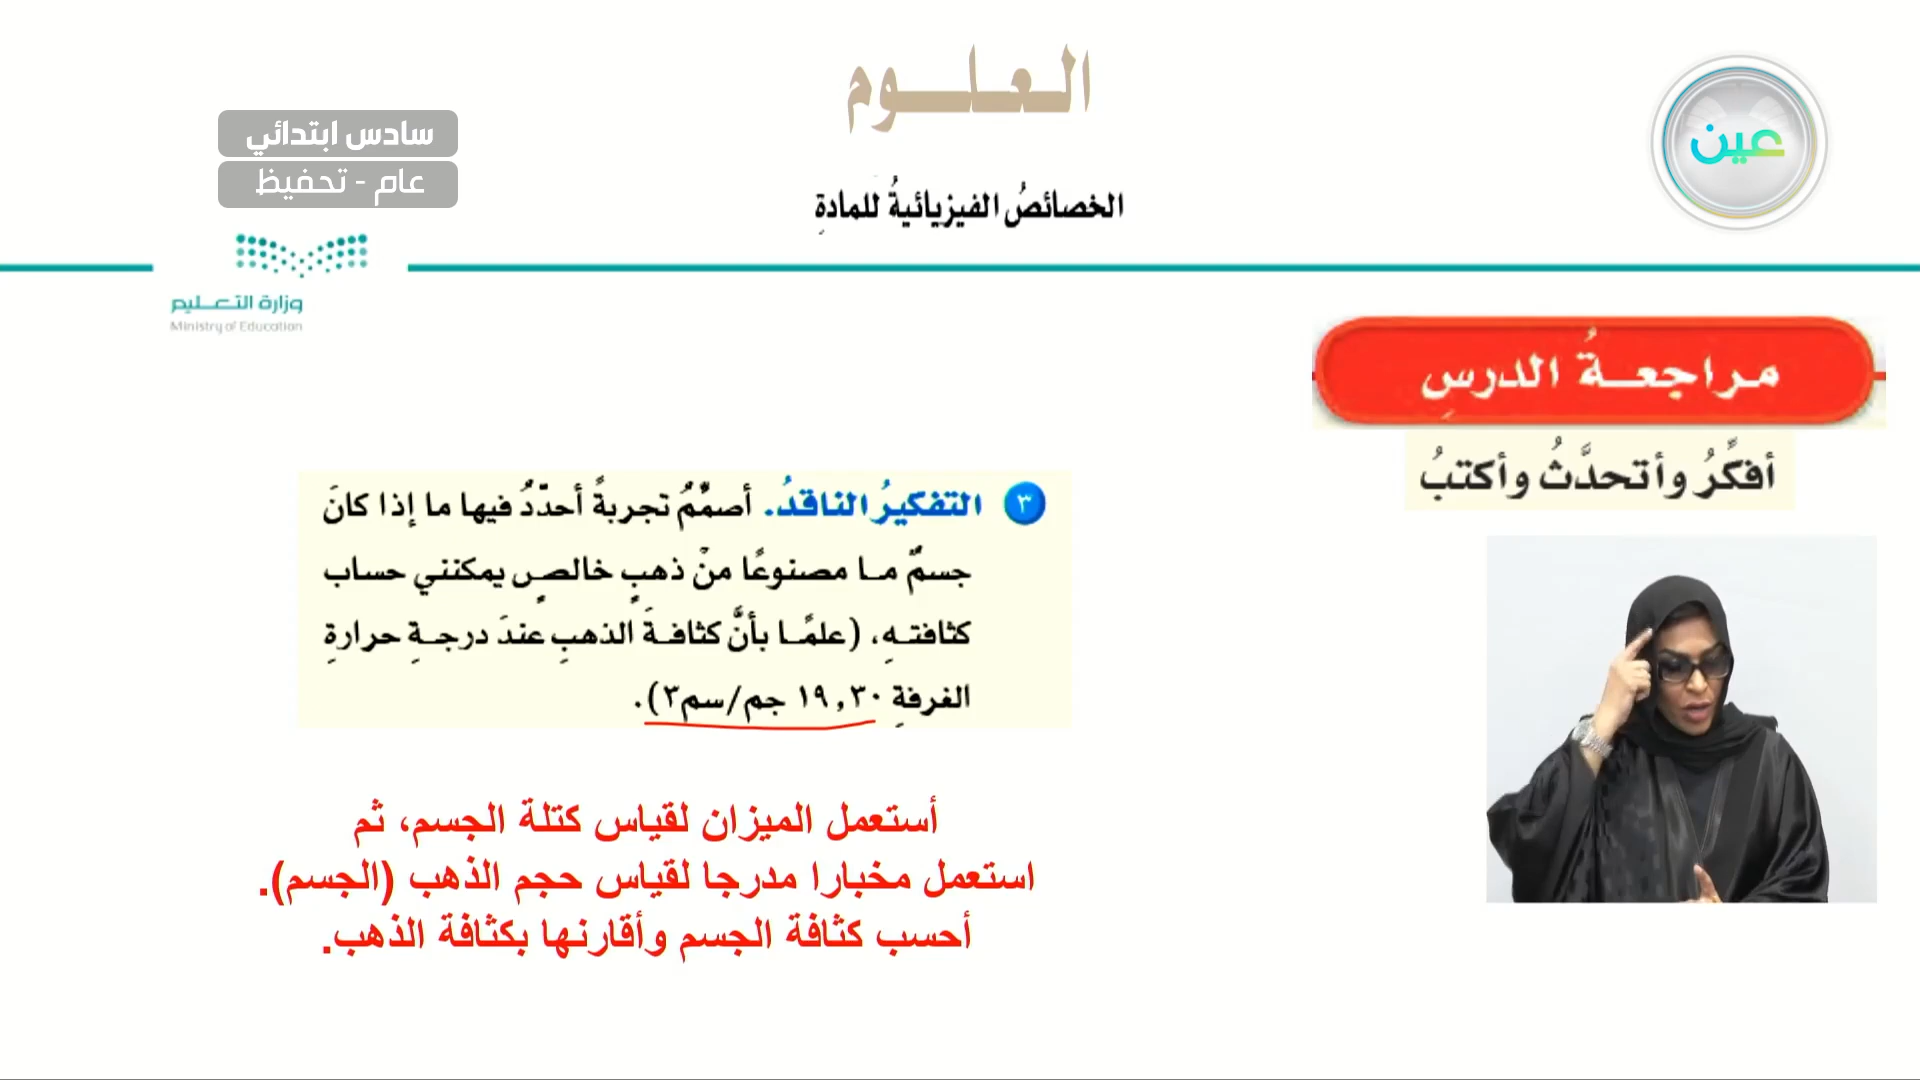 العلوم
عين
سادس ابتدائي
عام - تحفيظ
الخصائصُ الفيزيائيةُ للمادةِ
وزارة التعليم
Ministry of Education
مراجعةُ الدرسِ
أفكِّرُ وأتحدَّثُ وأكتبُ
٣ التفكيرُ الناقدُ. أصمِّمُ تجربةً أحدِّدُ فيها ما إذا كانَ
جسمٌ ما مصنوعًا منْ ذهبٍ خالصٍ يمكنني حساب
كثافتهِ، (علمًا بأنَّ كثافةَ الذهبِ عندَ درجةِ حرارةِ
الغرفةِ ١٩,٣٠ جم/سم٣).
أستعمل الميزان لقياس كتلة الجسم، ثم
استعمل مخبارا مدرجا لقياس حجم الذهب (الجسم).
أحسب كثافة الجسم وأقارنها بكثافة الذهب.